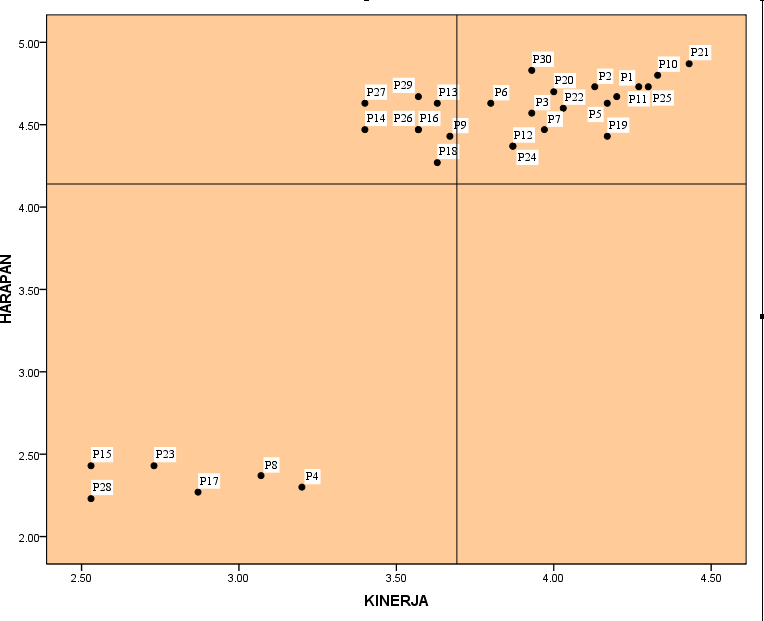 5.00
4.50
4.00
3.50
3.00
2.50
2.00
HARAPAN
P21
P30
P10
P20
P2
P1
P29
P27
P13
P6
P3
P22
P11
P25
P14
P26
P16
P9
P7
P5
P19
P12
P18
P24
P15
P23
P8
P4
P28
P17
2.50
3.00
3.50
4.00
4.50
KINERJA